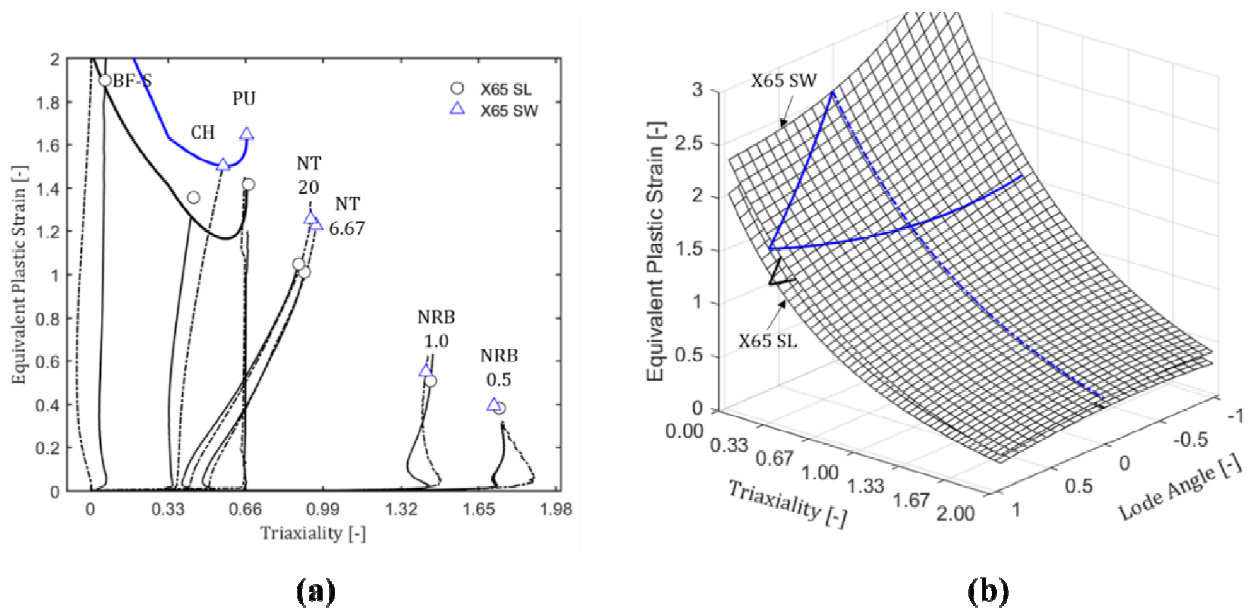 Equivalent Plastic Strain [-]
2
1.8
1.6
1.4
1.2
1
0.8
0.6
0.4
0.2
0
BF-S
CH
PU
X65 SL
X65 SW
NT
20
NT
6.67
NRB
1.0
NRB
0.5
0 0.33 0.66 0.99 1.32 1.65 1.98
Triaxiality [-]
(a)
Equivalent Plastic Strain [-]
3
2.5
2
1.5
1
0.5
0
X65 SW
X65 SL
0.00
0.33
0.67
1.00
1.33
1.67
2.00
Triaxiality [-]
-1
-0.5
0
0.5
1
Lode Angle [-]
(b)